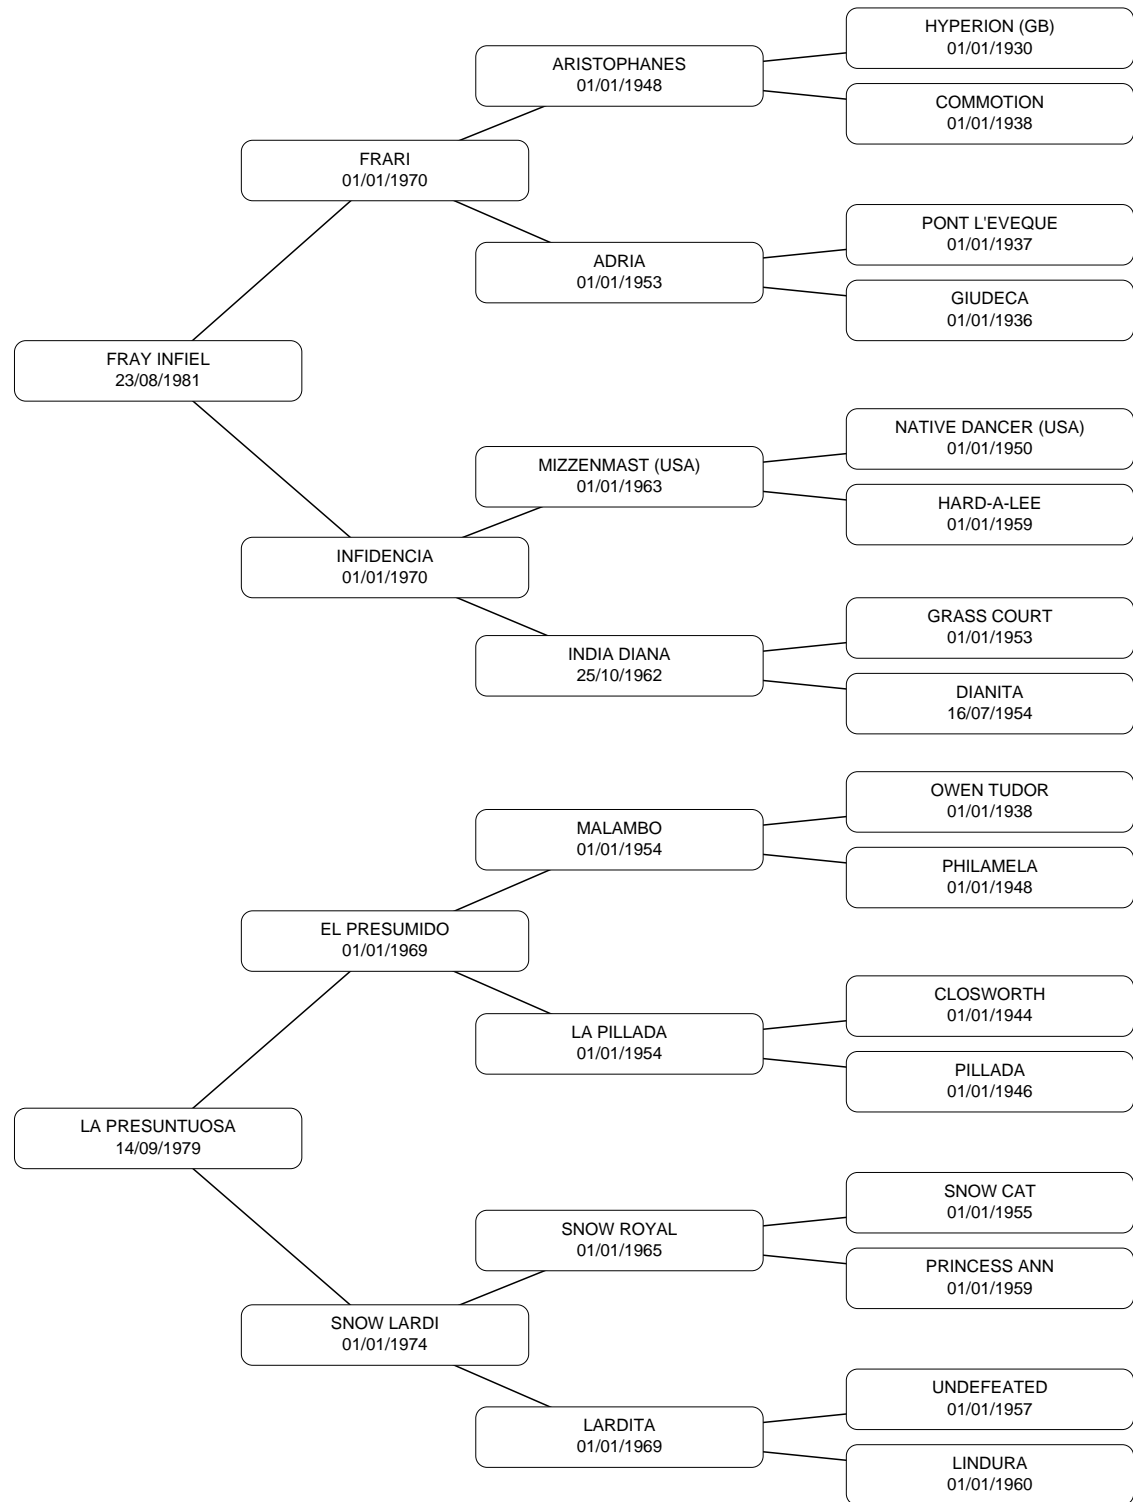 HYPERION (GB)
01/01/1930
ARISTOPHANES
01/01/1948
COMMOTION
01/01/1938
FRARI
01/01/1970
PONT L'EVEQUE
01/01/1937
ADRIA
01/01/1953
GIUDECA
01/01/1936
FRAY INFIEL
23/08/1981
NATIVE DANCER (USA)
01/01/1950
MIZZENMAST (USA)
01/01/1963
HARD-A-LEE
01/01/1959
INFIDENCIA
01/01/1970
GRASS COURT
01/01/1953
INDIA DIANA
25/10/1962
DIANITA
16/07/1954
OWEN TUDOR
01/01/1938
MALAMBO
01/01/1954
PHILAMELA
01/01/1948
EL PRESUMIDO
01/01/1969
CLOSWORTH
01/01/1944
LA PILLADA
01/01/1954
PILLADA
01/01/1946
LA PRESUNTUOSA
14/09/1979
SNOW CAT
01/01/1955
SNOW ROYAL
01/01/1965
PRINCESS ANN
01/01/1959
SNOW LARDI
01/01/1974
UNDEFEATED
01/01/1957
LARDITA
01/01/1969
LINDURA
01/01/1960